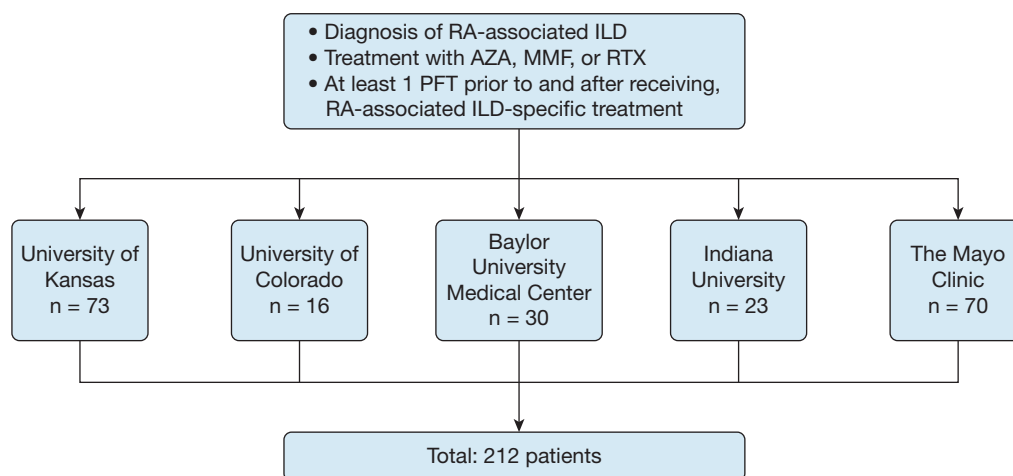 • Diagnosis of RA-associated ILD
• Treatment with AZA, MMF, or RTX
• At least 1 PFT prior to and after receiving,
RA-associated ILD-specific treatment
University of
Kansas
n = 73
University of
Colorado
n = 16
Baylor
University
Medical Center
n = 30
Indiana
University
n = 23
The Mayo
Clinic
n = 70
Total: 212 patients